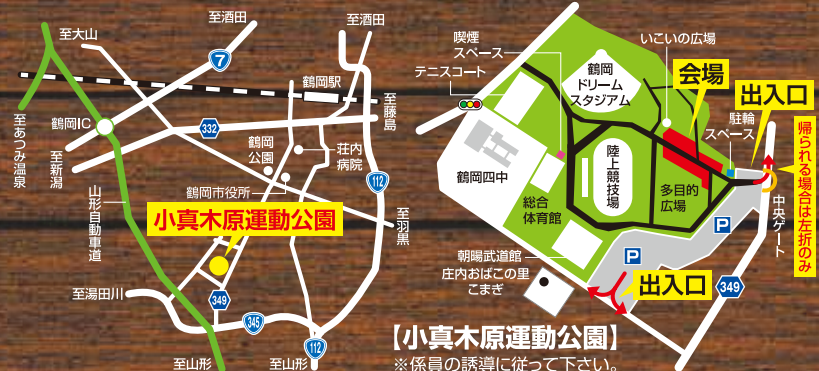 至酒田
至大山
7
至酒田
鶴岡駅
至藤島
鶴岡IC
332
至あつみ温泉
至新潟
鶴岡
公園
荘内
病院
112
鶴岡市役所
山形自動車道
小真木原運動公園
至羽黒
至湯田川
349
345
112
至山形
至山形
喫煙
スペース
いこいの広場
テニスコート
鶴岡
ドリーム
スタジアム
会場
出入口
駐輪
スペース
帰られる場合は左折のみ
鶴岡四中
陸上競技場
総合
体育館
多目的
広場
中央ゲート
P
朝暘武道館
P
庄内おばこの里
こまぎ
出入口
349
【小真木原運動公園】
※係員の誘導に従って下さい。